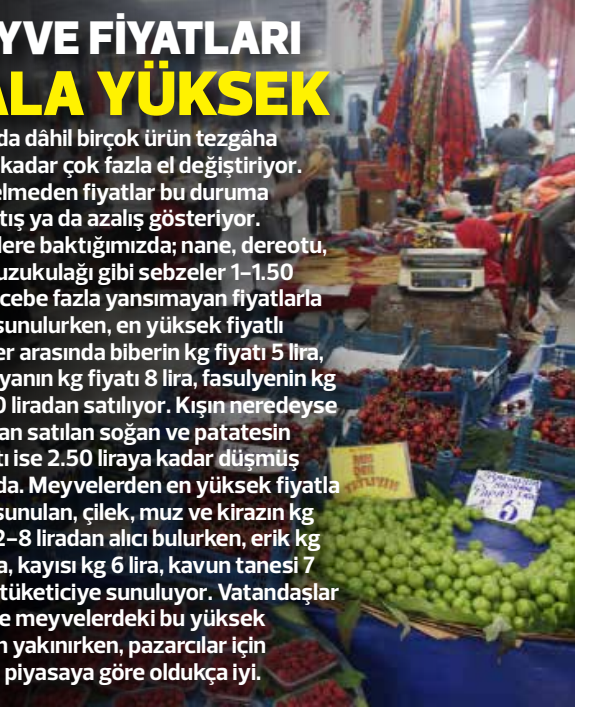 YVE FİYATLARI
ALA YÜKSEK
da dâhil birçok ürün tezgâha
kadar çok fazla el değiştiriyor.
elmeden fiyatlar bu duruma
tış ya da azalış gösteriyor.
lere baktığımızda; nane, dereotu,
uzukulağı gibi sebzeler 1-1.50
cebe fazla yansımayan fiyatlarla
sunulurken, en yüksek fiyatlı
er arasında biberin kg fiyatı 5 lira,
yanın kg fiyatı 8 lira, fasulyenin kg
0 liradan satılıyor. Kışın neredeyse
an satılan soğan ve patatesin
tı ise 2.50 liraya kadar düşmüş
da. Meyvelerden en yüksek fiyatla
sunulan, çilek, muz ve kirazın kg
2-8 liradan alıcı bulurken, erik kg
a, kayısı kg 6 lira, kavun tanesi 7
tüketiciye sunuluyor. Vatandaşlar
e meyvelerdeki bu yüksek
n yakınırken, pazarcılar için
piyasaya göre oldukça iyi.
6